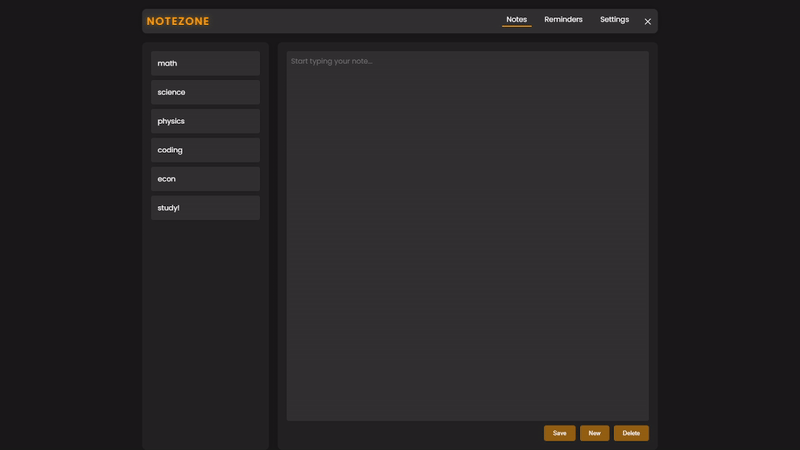 NOTEZONE
Notes Reminders Settings
math
science
physics
coding
econ
study!
Start typing your note...
Save New Delete